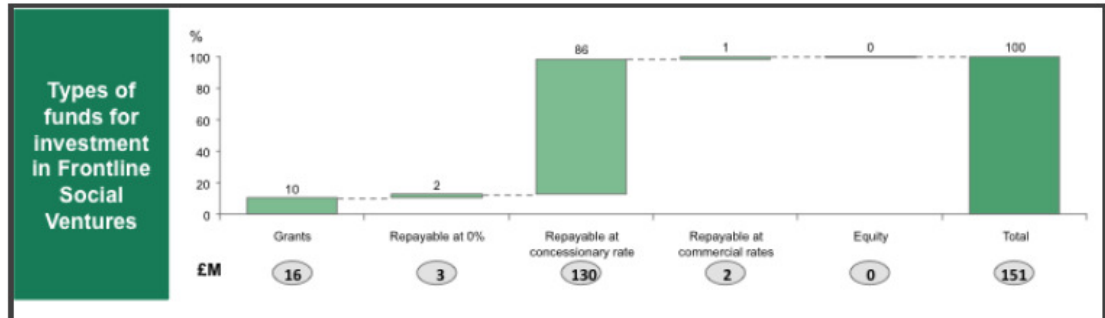 Types of
funds for
investment
in Frontline
Social
Ventures
%
100
80
60
40
20
0
10
2
86
1
0
100
Grants
Repayable at 0%
Repayable at
concessionary rate
Repayable at
commercial rates
Equity
Total
£M
16
3
130
2
0
151